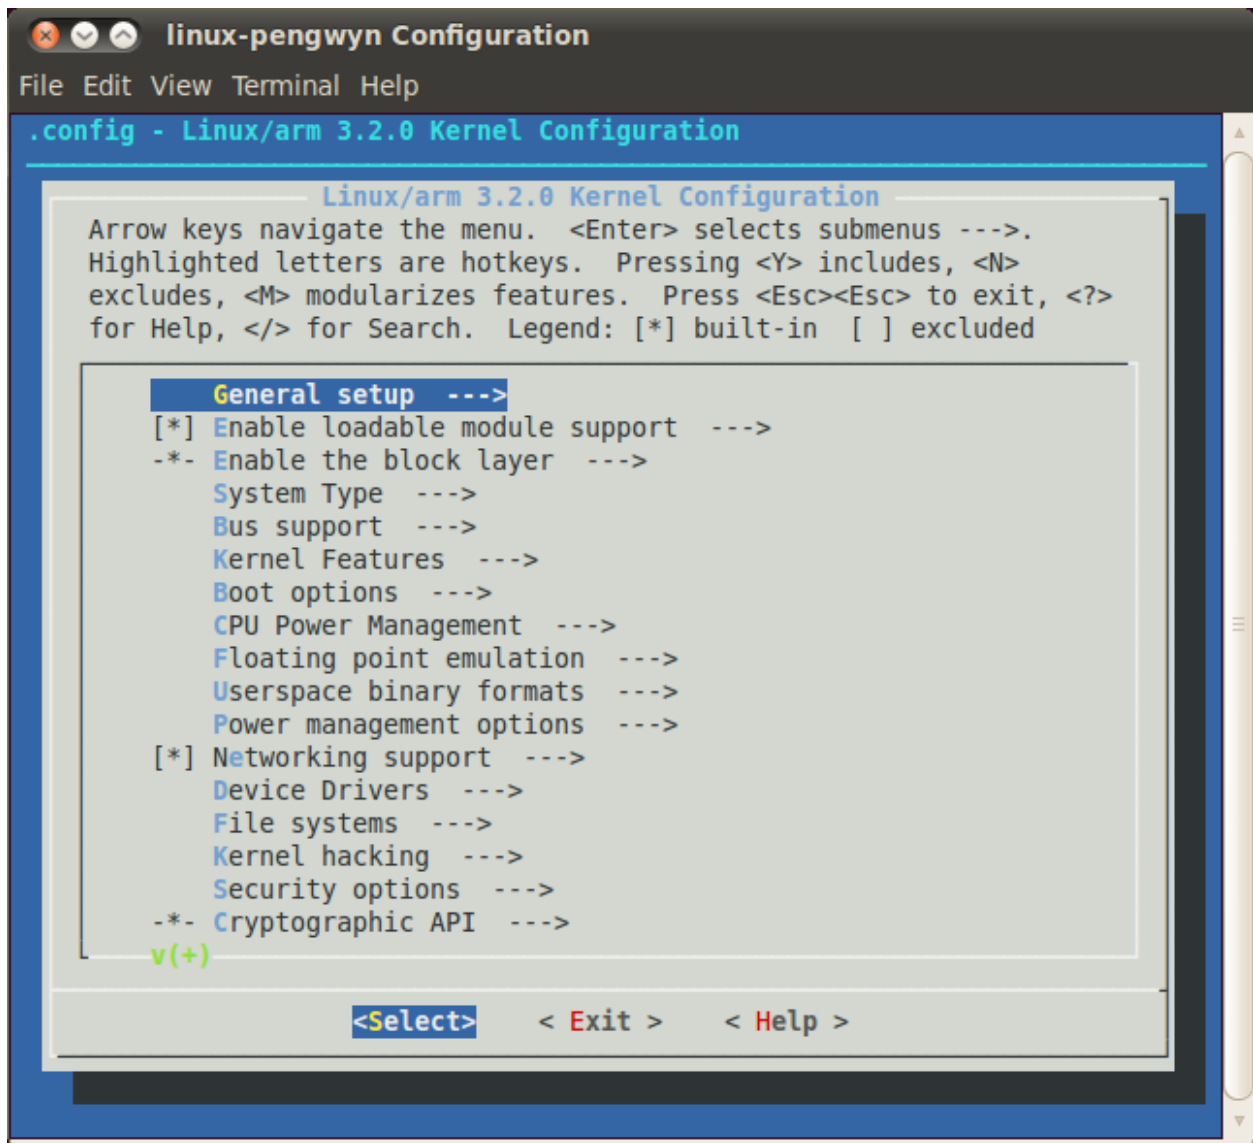 linux-pengwyn Configuration
File Edit View Terminal Help
.config - Linux/arm 3.2.0 Kernel Configuration
Linux/arm 3.2.0 Kernel Configuration
Arrow keys navigate the menu.  <Enter> selects submenus --->.
Highlighted letters are hotkeys.  Pressing <Y> includes, <N>
excludes, <M> modularizes features.  Press <Esc><Esc> to exit, <?>
for Help, </> for Search.  Legend: [*] built-in  [ ] excluded
General setup  --->
[*] Enable loadable module support  --->
-*- Enable the block layer  --->
System Type  --->
Bus support  --->
Kernel Features  --->
Boot options  --->
CPU Power Management  --->
Floating point emulation  --->
Userspace binary formats  --->
Power management options  --->
[*] Networking support  --->
Device Drivers  --->
File systems  --->
Kernel hacking  --->
Security options  --->
-*- Cryptographic API  --->
v(+)
<Select>    < Exit >    < Help >